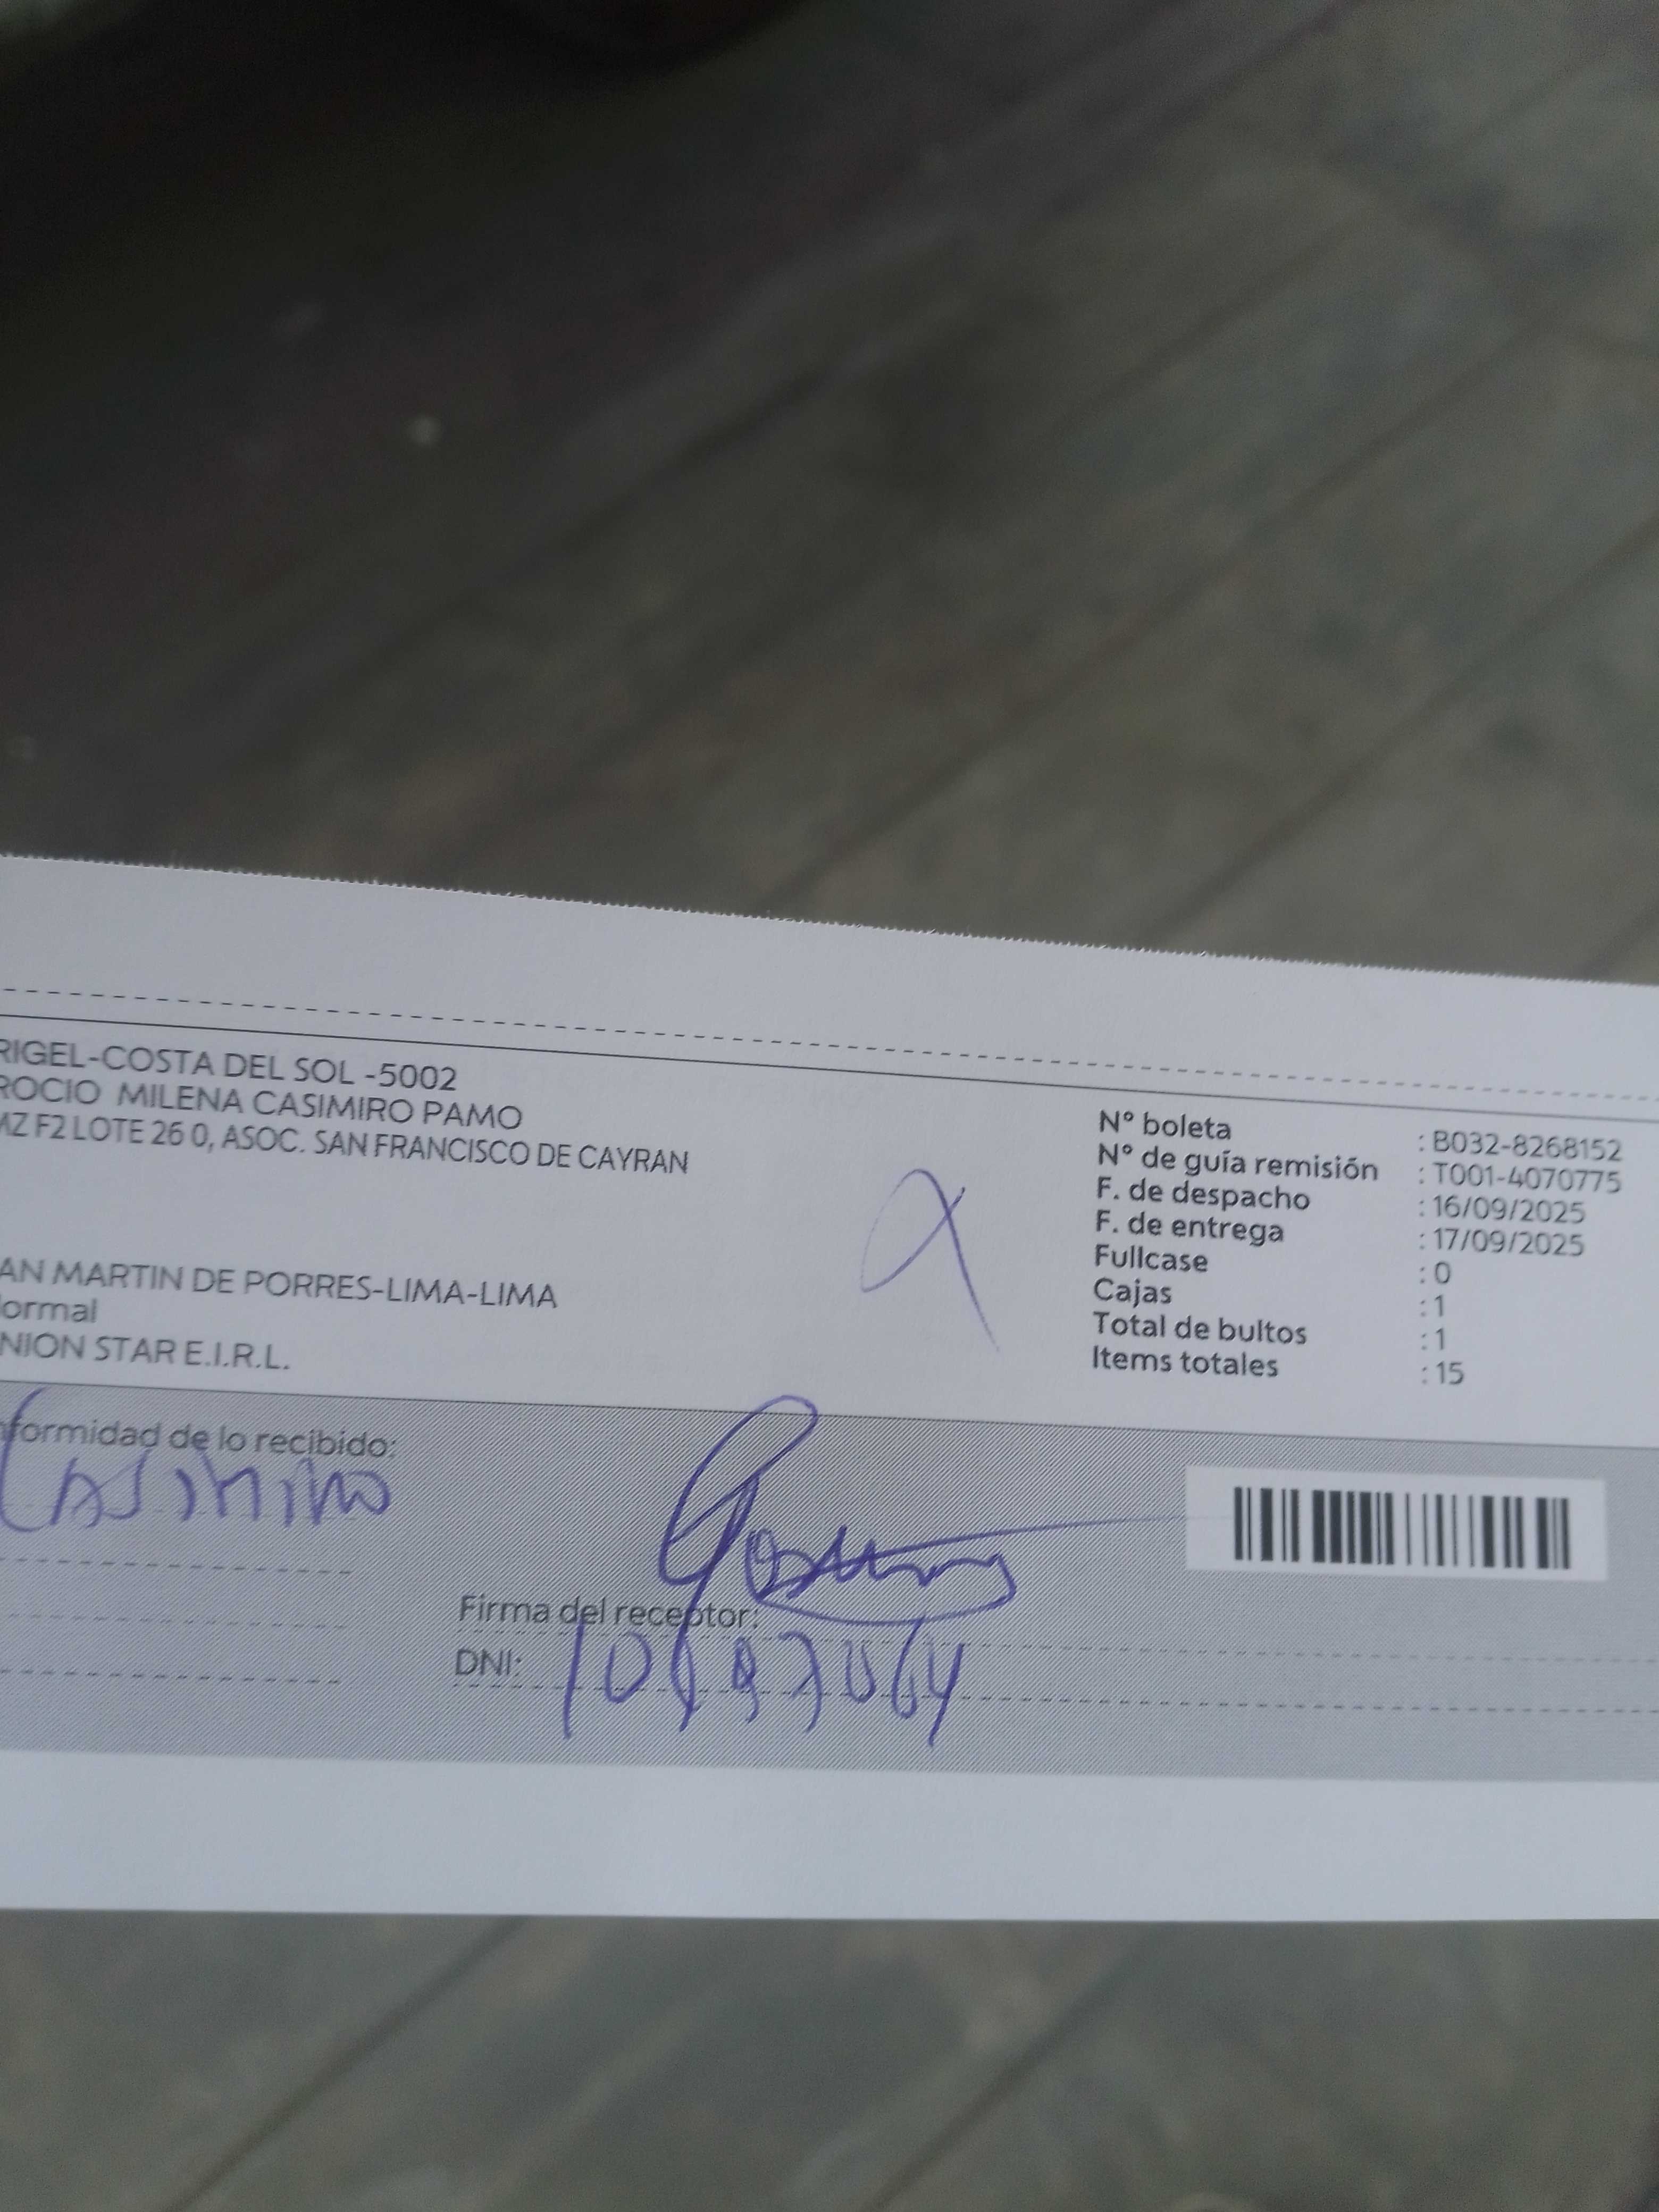 RIGEL-COSTA DEL SOL -5002
ROCIO MILENA CASIMIRO PAMO
MZ F2 LOTE 26 0, ASOC. SAN FRANCISCO DE CAYRAN
AN MARTIN DE PORRES-LIMA-LIMA
ormal
NION STAR E.I.R.L.
N° boleta : B032-8268152
N° de guía remisión : T001-4070775
F. de despacho : 16/09/2025
F. de entrega : 17/09/2025
Fullcase : 0
Cajas : 1
Total de bultos : 1
Items totales : 15
nformidad de lo recibido:
Casimiro
Firma del receptor:
DNI: